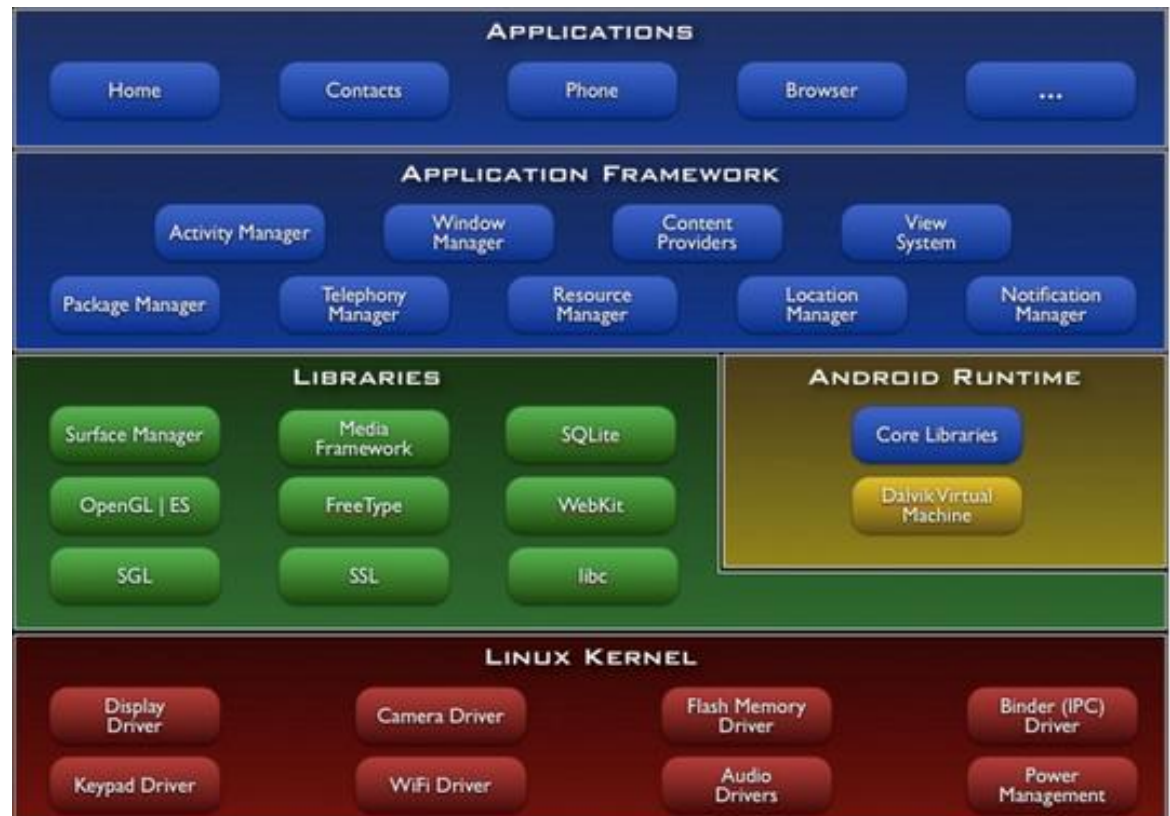 APPLICATIONS
Home
Contacts
Phone
Browser
...
APPLICATION FRAMEWORK
Activity Manager
Window
Manager
Content
Providers
View
System
Package Manager
Telephony
Manager
Resource
Manager
Location
Manager
Notification
Manager
LIBRARIES
Surface Manager
Media
Framework
SQLite
OpenGL | ES
FreeType
WebKit
SGL
SSL
libc
ANDROID RUNTIME
Core Libraries
Dalvik Virtual
Machine
LINUX KERNEL
Display
Driver
Camera Driver
Flash Memory
Driver
Binder (IPC)
Driver
Keypad Driver
WiFi Driver
Audio
Drivers
Power
Management